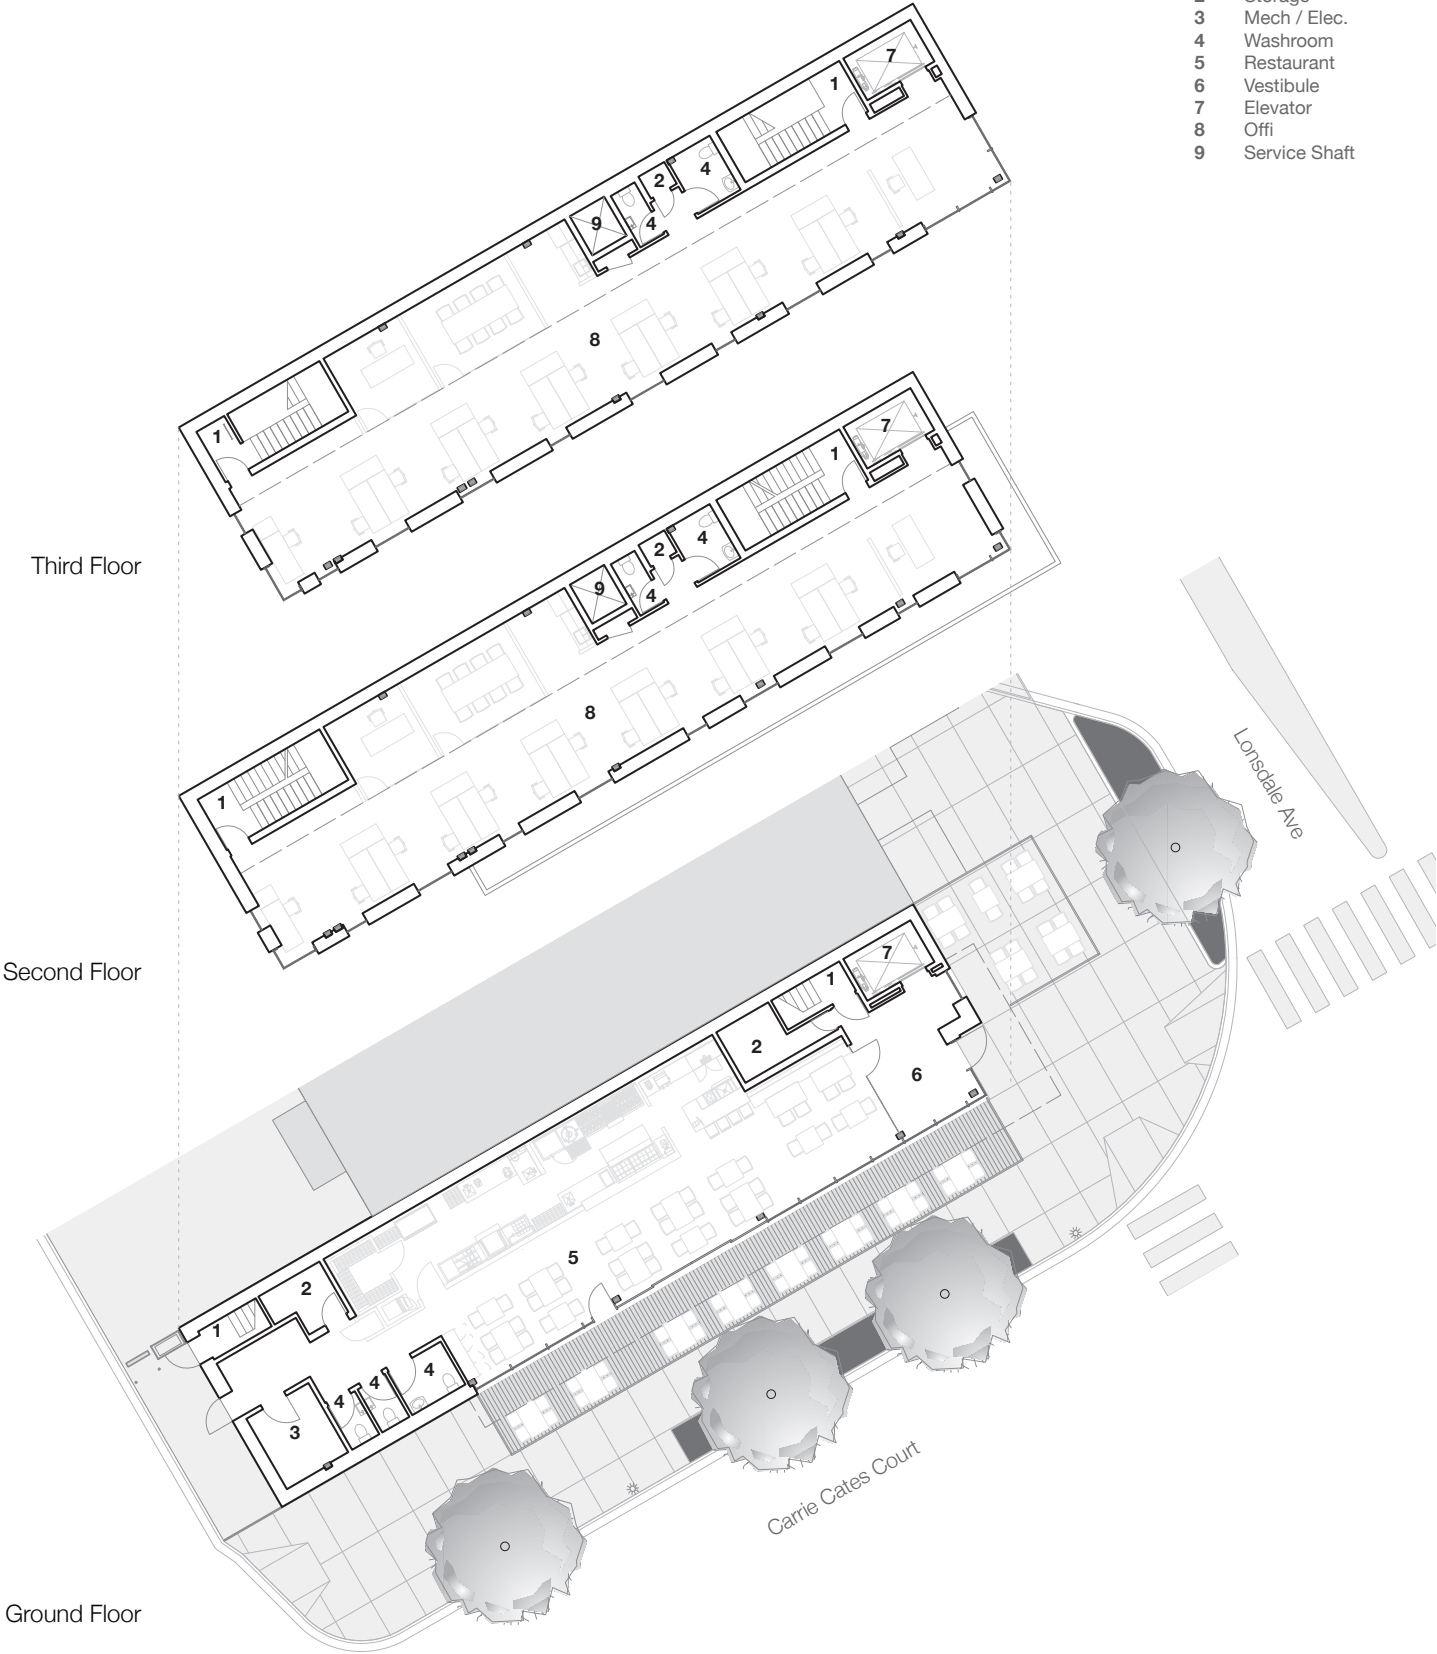 2 Storage
3 Mech / Elec.
4 Washroom
5 Restaurant
6 Vestibule
7 Elevator
8 Offi
9 Service Shaft
7
1
4
2
9
4
8
1
Third Floor
7
1
4
2
9
4
8
1
Second Floor
Lonsdale Ave
7
1
2
6
5
2
1
4
4
4
3
Carrie Cates Court
Ground Floor